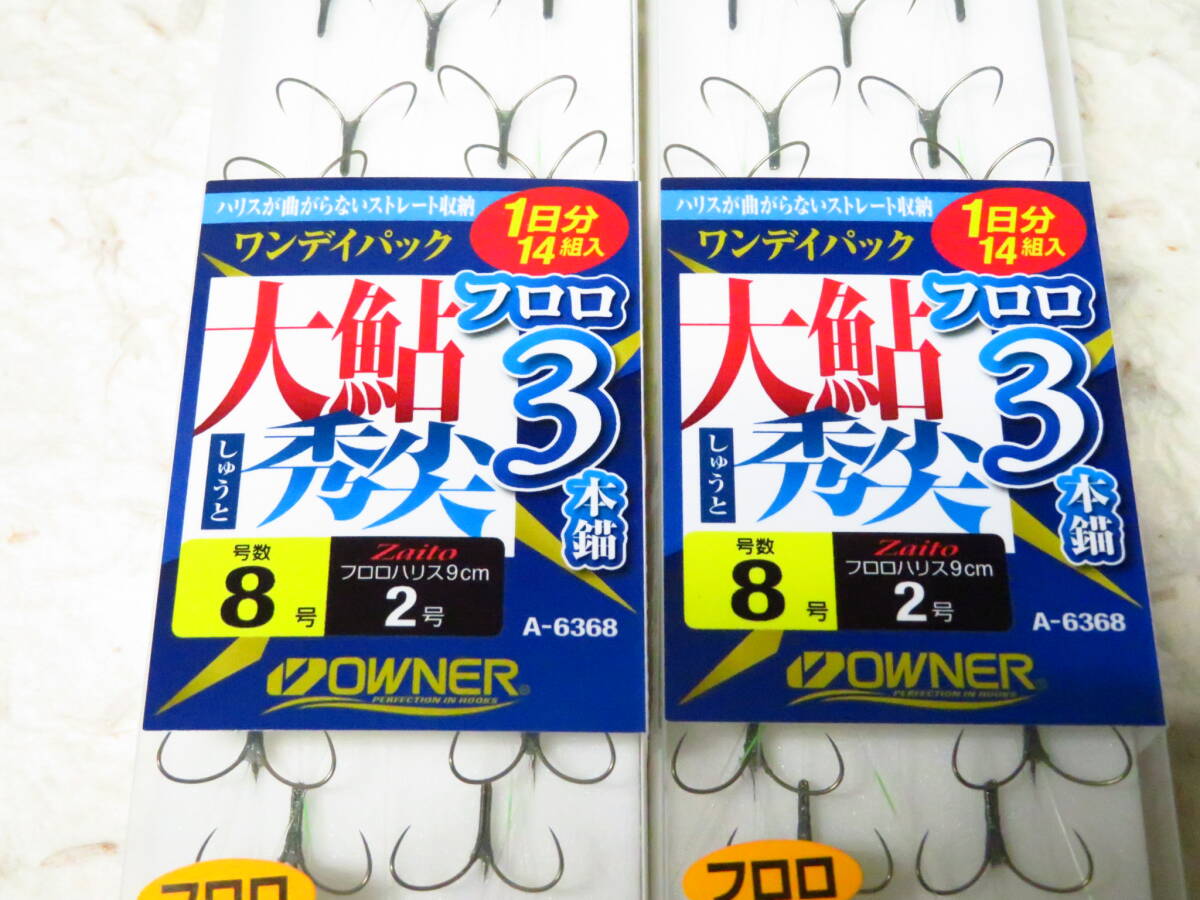 ハリスが曲がらないストレート収納
ワンデイパック
1日分
14組入
大鮎
フロロ
3
本錨
しゅうと
秀尖
号数
8号
Zaito
フロロハリス9cm
2号
A-6368
OWNER
PERFECTION IN HOOKS
フロロ
ハリスが曲がらないストレート収納
ワンデイパック
1日分
14組入
大鮎
フロロ
3
本錨
しゅうと
秀尖
号数
8号
Zaito
フロロハリス9cm
2号
A-6368
OWNER
PERFECTION IN HOOKS
フロロ